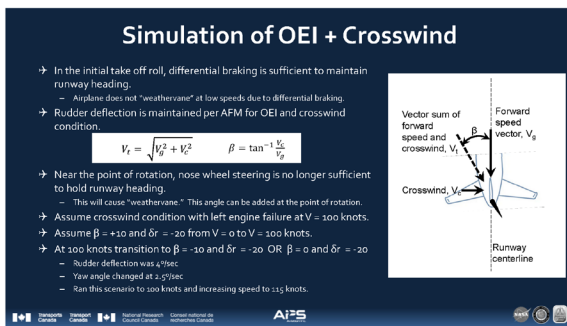 Simulation of OEI + Crosswind
In the initial take off roll, differential braking is sufficient to maintain
runway heading.
– Airplane does not "weathervane" at low speeds due to differential braking.
Rudder deflection is maintained per AFM for OEI and crosswind
condition.
V_t = √(V_g² + V_c²)    β = tan⁻¹ V_c/V_g
Near the point of rotation, nose wheel steering is no longer sufficient
to hold runway heading.
– This will cause "weathervane." This angle can be added at the point of rotation.
Assume crosswind condition with left engine failure at V = 100 knots.
Assume β = +10 and δr = -20 from V = 0 to V = 100 knots.
At 100 knots transition to β = -10 and δr = -20 OR β = 0 and δr = -20
– Rudder deflection was 4°/sec
– Yaw angle changed at 2.5°/sec
– Ran this scenario to 100 knots and increasing speed to 115 knots.
Vector sum of
forward
speed and
crosswind, Vt
β
Forward
speed
vector, Vg
Crosswind, Vc
Runway
centerline
Transports
Canada
Transport
Canada
National Research
Council Canada
Conseil national de
recherches Canada
AIPS